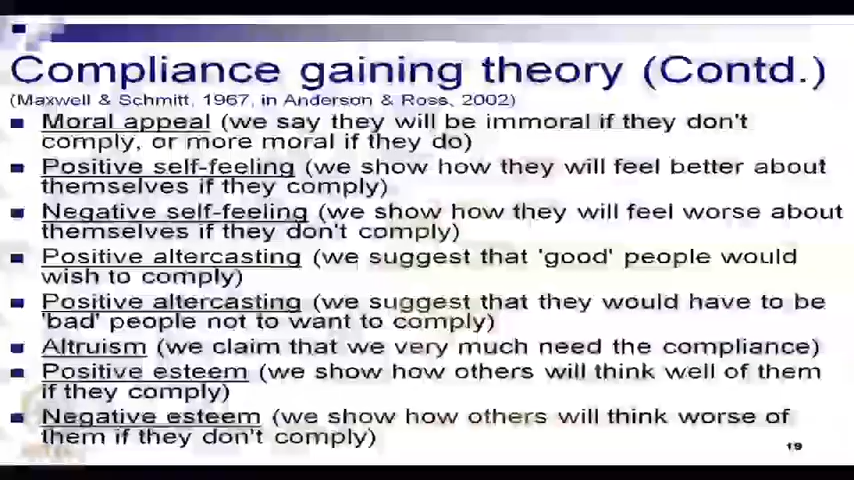 Compliance gaining theory (Contd.)
(Maxwell & Schmitt, 1967, in Anderson & Ross, 2002)
Moral appeal (we say they will be immoral if they don't
comply, or more moral if they do)
Positive self-feeling (we show how they will feel better about
themselves if they comply)
Negative self-feeling (we show how they will feel worse about
themselves if they don't comply)
Positive altercasting (we suggest that 'good' people would
wish to comply)
Positive altercasting (we suggest that they would have to be
'bad' people not to want to comply)
Altruism (we claim that we very much need the compliance)
Positive esteem (we show how others will think well of them
if they comply)
Negative esteem (we show how others will think worse of
them if they don't comply)
19